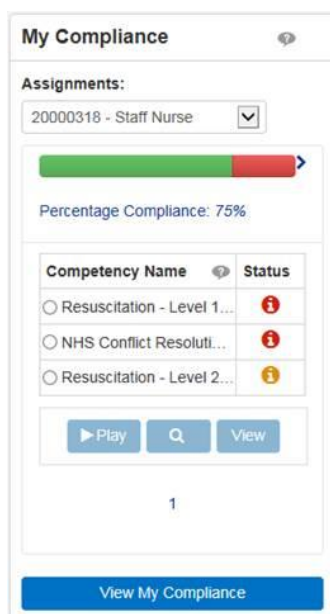 My Compliance
Assignments:
20000318 - Staff Nurse
Percentage Compliance: 75%
Competency Name Status
Resuscitation - Level 1...
NHS Conflict Resoluti...
Resuscitation - Level 2...
Play View
1
View My Compliance